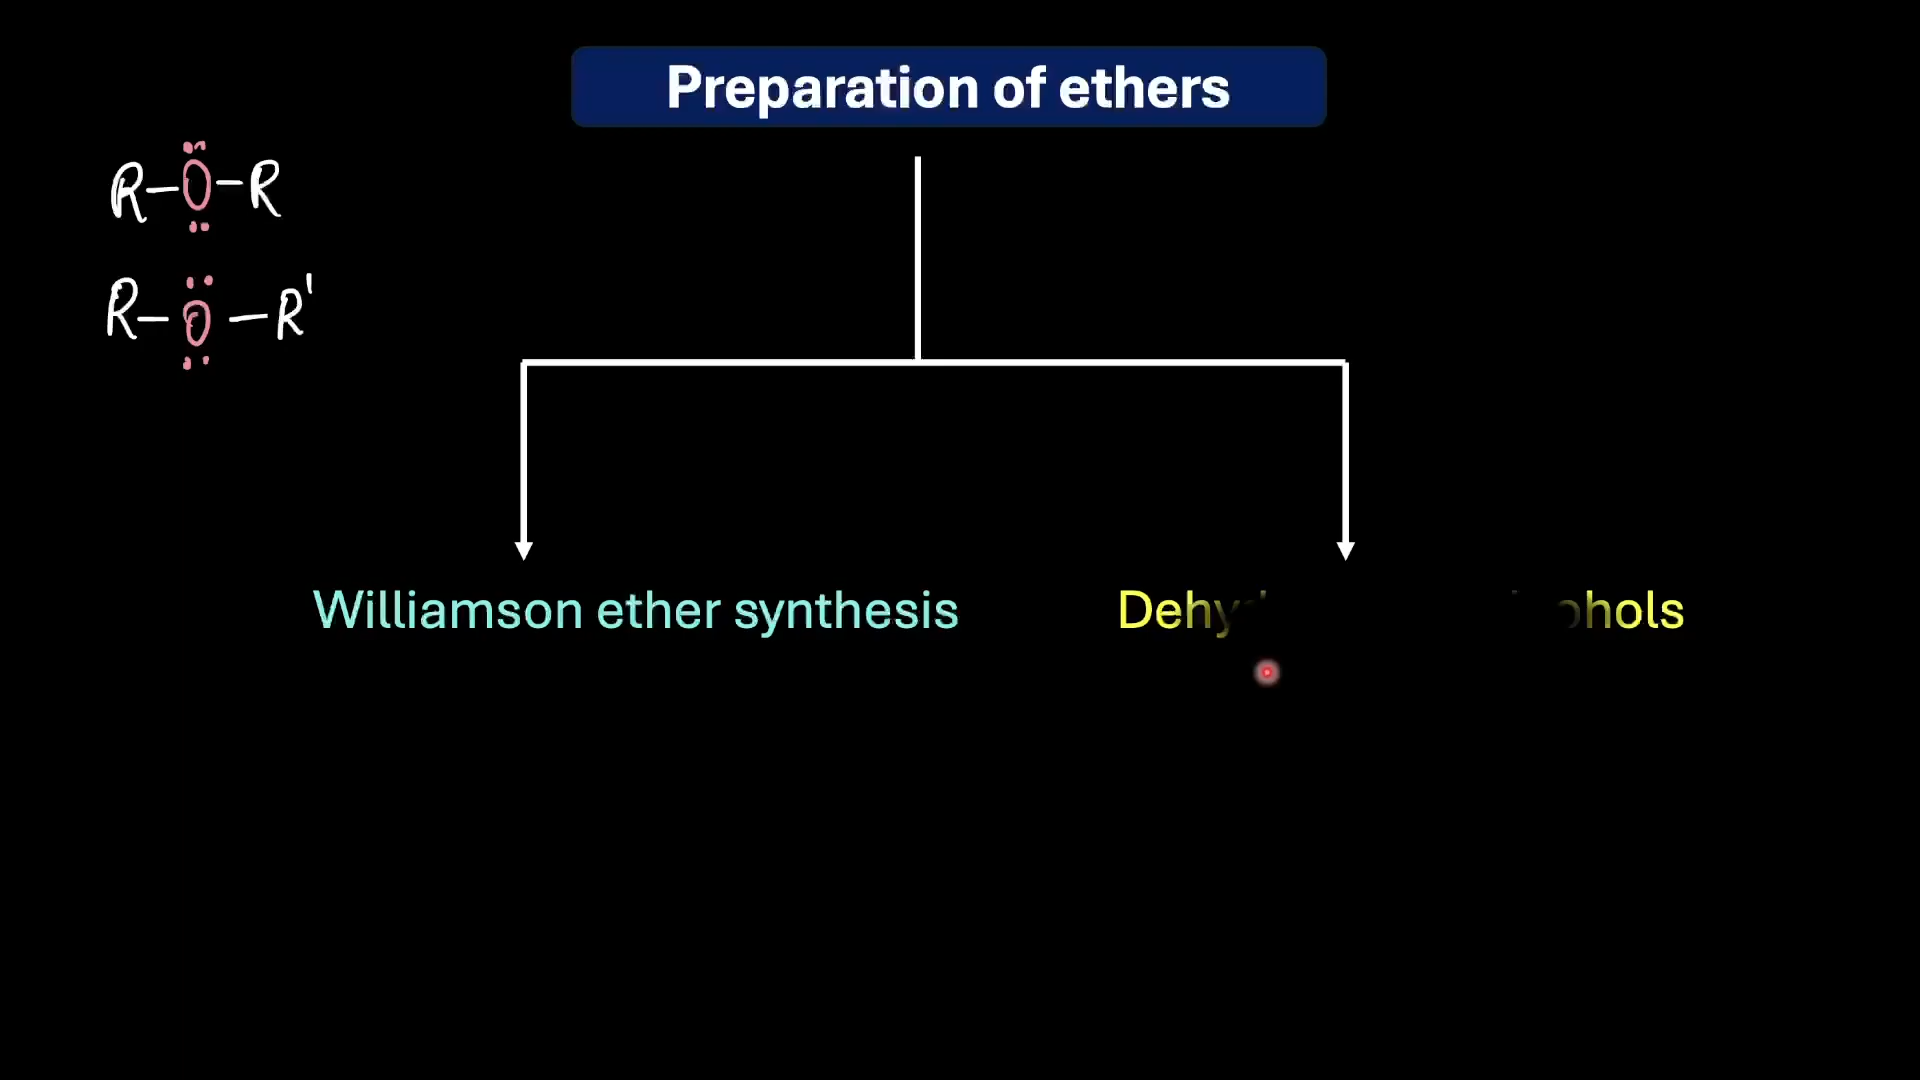 Preparation of ethers
R-O-R
R-O-R'
Williamson ether synthesis